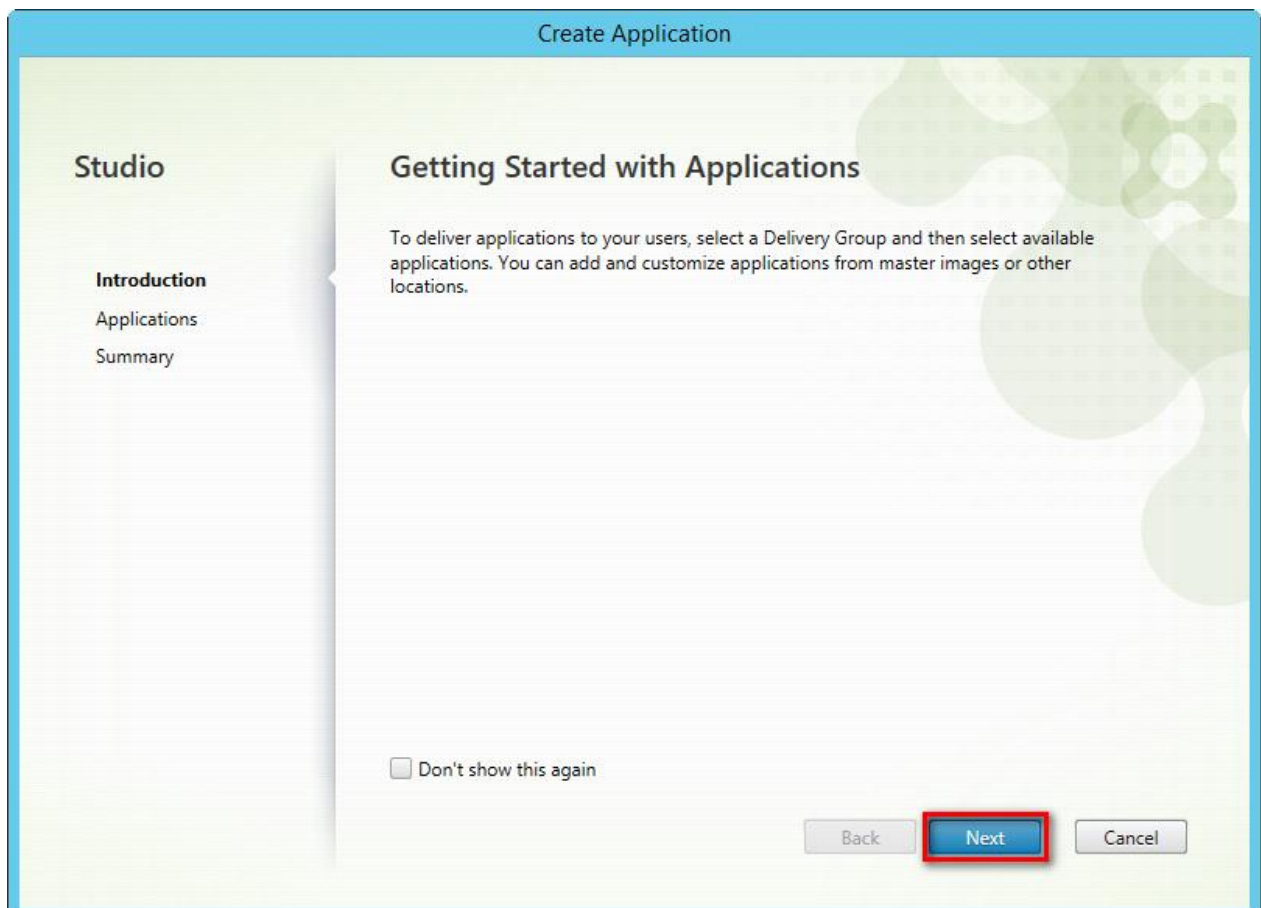 Create Application
Studio
Introduction
Applications
Summary
Getting Started with Applications
To deliver applications to your users, select a Delivery Group and then select available
applications. You can add and customize applications from master images or other
locations.
Don't show this again
Back
Next
Cancel